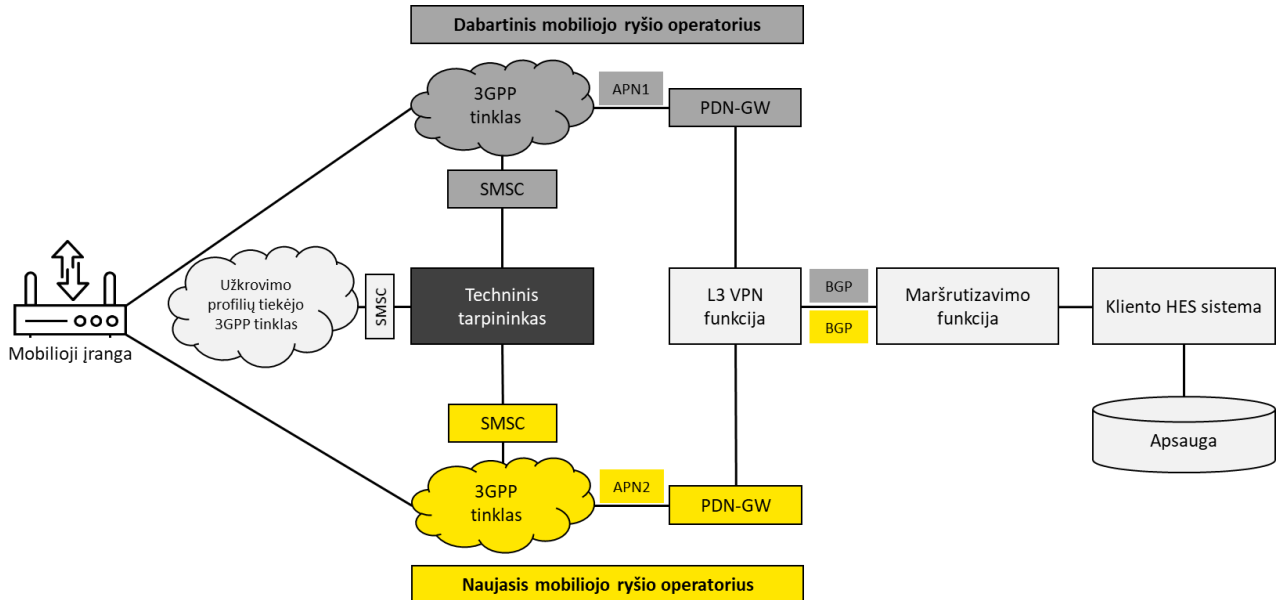 Dabartinis mobiliojo ryšio operatorius
3GPP
tinklas
APN1
PDN-GW
SMSC
Užkrovimo
profilių tiekėjo
3GPP tinklas
SMSC
Techninis
tarpininkas
L3 VPN
funkcija
BGP
BGP
Maršrutizavimo
funkcija
Kliento HES sistema
Mobilioji įranga
Apsauga
SMSC
3GPP
tinklas
APN2
PDN-GW
Naujasis mobiliojo ryšio operatorius